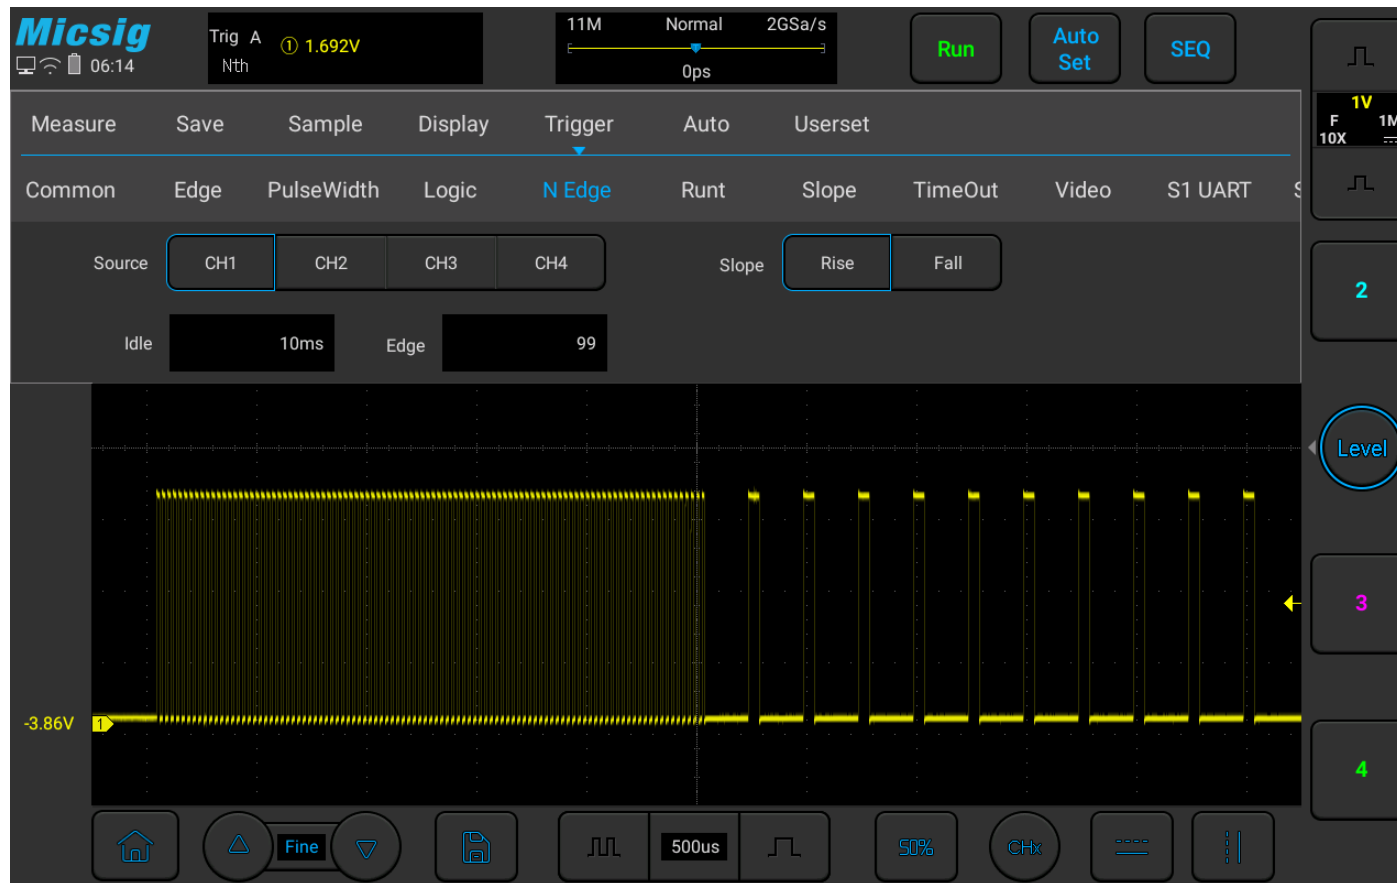 Micsig
06:14
Trig A
Nth
① 1.692V
11M Normal 2GSa/s
0ps
Run
Auto
Set
SEQ
Measure Save Sample Display Trigger Auto Userset
1V
F 1M
10X
Common Edge PulseWidth Logic N Edge Runt Slope TimeOut Video S1 UART
Source CH1 CH2 CH3 CH4 Slope Rise Fall
Idle 10ms Edge 99
2
Level
3
-3.86V 1
4
Fine 500us 50% CHx